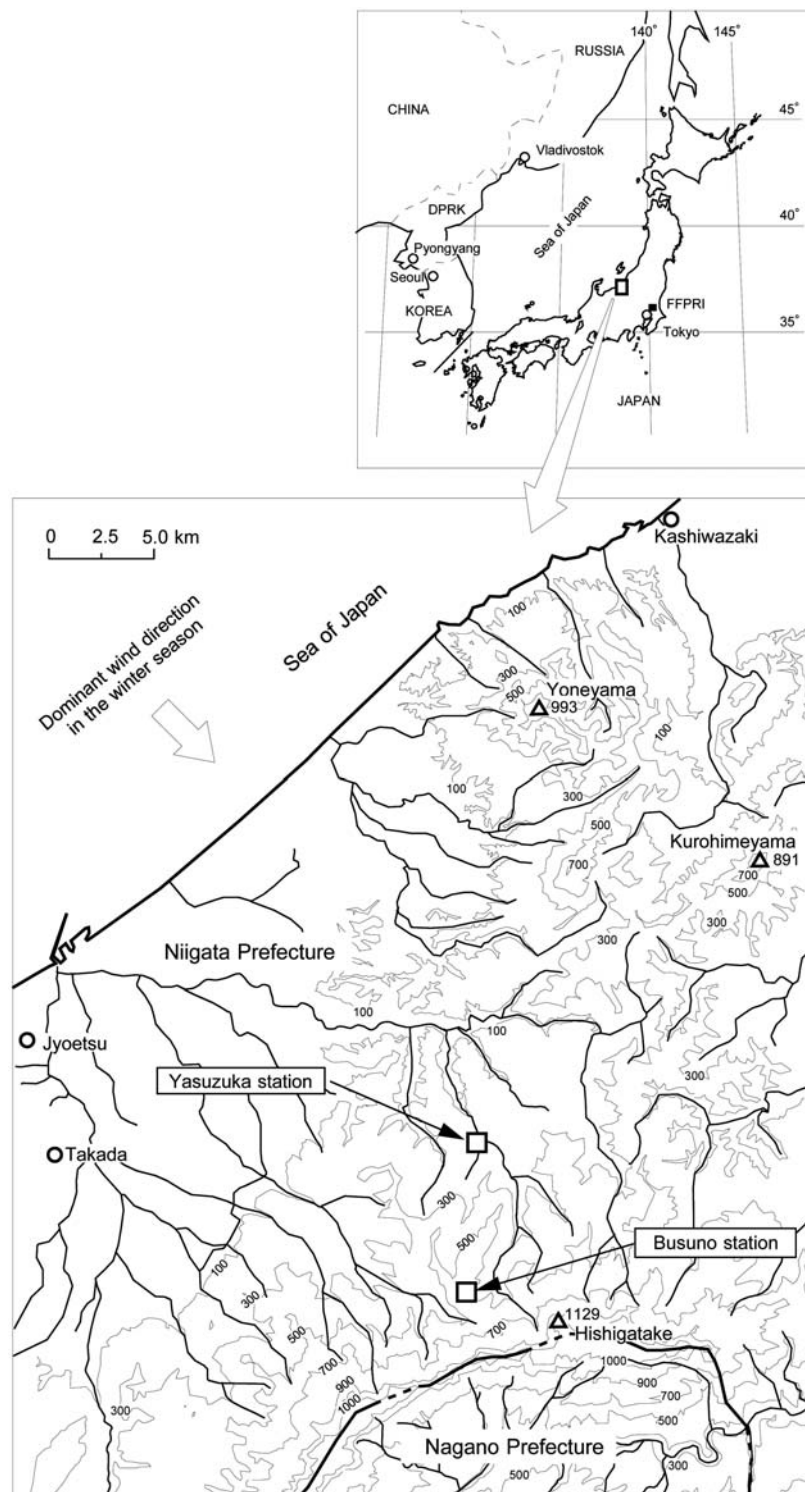 140°
145°
RUSSIA
CHINA
45°
Vladivostok
DPRK
40°
Sea of Japan
Pyongyang
Seoul
FFPRI
KOREA
35°
Tokyo
JAPAN
0 2.5 5.0 km
Kashiwazaki
Dominant wind direction
in the winter season
Sea of Japan
100
300
500
Yoneyama
993
100
100
300
500
Kurohimeyama
700
891
700
500
300
300
Niigata Prefecture
100
100
Jyoetsu
300
Yasuzuka station
Takada
300
500
Busuno station
100
300
1129
500
700
Hishigatake
700
1000
900
900
700
1000
500
300
Nagano Prefecture
300
500